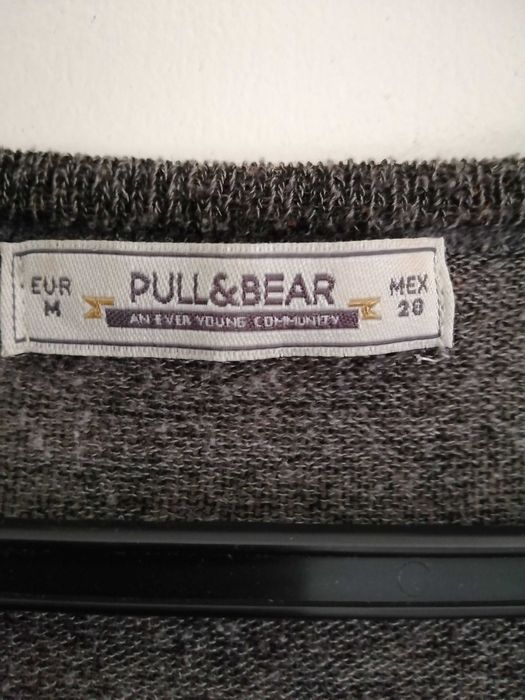 EUR
M
PULL&BEAR
AN EVER YOUNG COMMUNITY
MEX
28